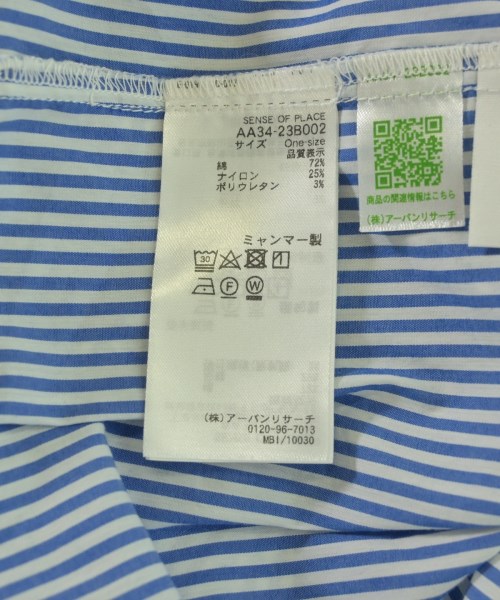 SENSE OF PLACE
AA34-23B002
サイズ One size
品質表示
綿 72%
ナイロン 25%
ポリウレタン 3%
ミャンマー製
30
F W
(株)アーバンリサーチ
0120-96-7013
MBI/10030
商品の関連情報はこちら
(株)アーバンリサーチ